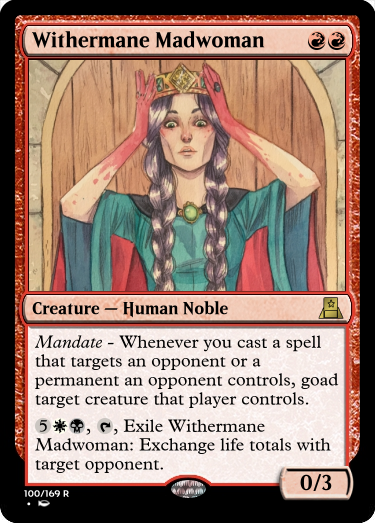 Withermane Madwoman
Creature — Human Noble
Mandate - Whenever you cast a spell
that targets an opponent or a
permanent an opponent controls, goad
target creature that player controls.
5, , Exile Withermane
Madwoman: Exchange life totals with
target opponent.
0/3
100/169 R